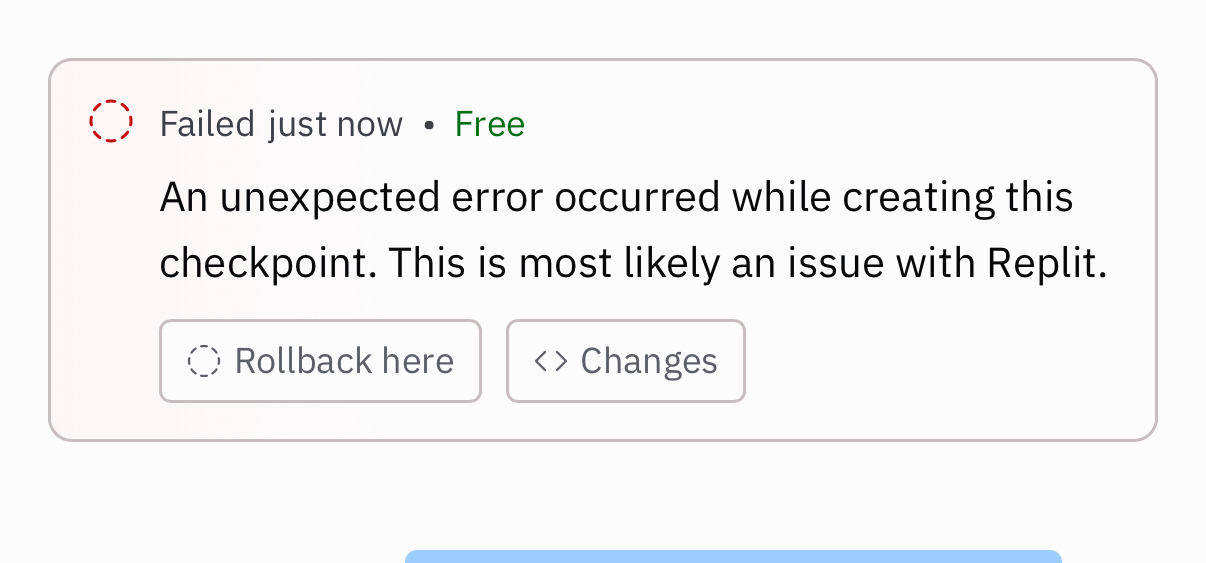 Failed just now • Free
An unexpected error occurred while creating this
checkpoint. This is most likely an issue with Replit.
Rollback here <> Changes